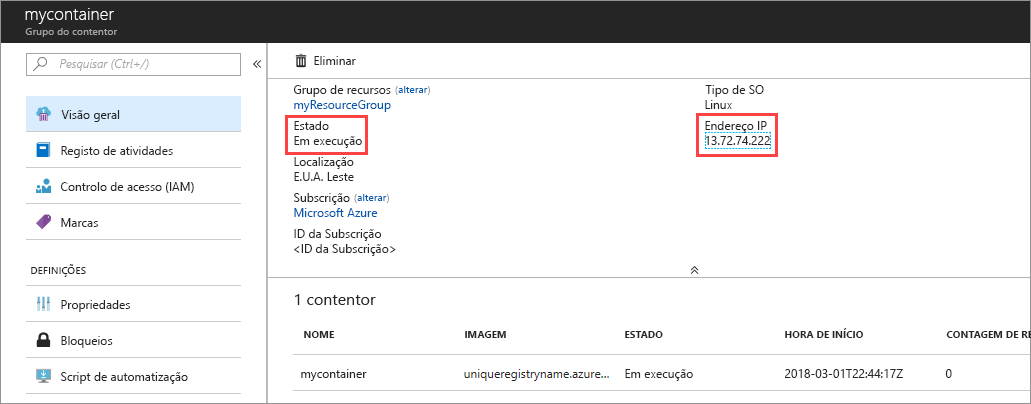 mycontainer
Grupo do contentor
Pesquisar (Ctrl+/)
Visão geral
Registo de atividades
Controlo de acesso (IAM)
Marcas
DEFINIÇÕES
Propriedades
Bloqueios
Script de automatização
Eliminar
Grupo de recursos (alterar)
myResourceGroup
Estado
Em execução
Localização
E.U.A. Leste
Subscrição (alterar)
Microsoft Azure
ID da Subscrição
<ID da Subscrição>
Tipo de SO
Linux
Endereço IP
13.72.74.222
1 contentor
NOME IMAGEM ESTADO HORA DE INÍCIO CONTAGEM DE RE
mycontainer uniqueregistryname.azure... Em execução 2018-03-01T22:44:17Z 0